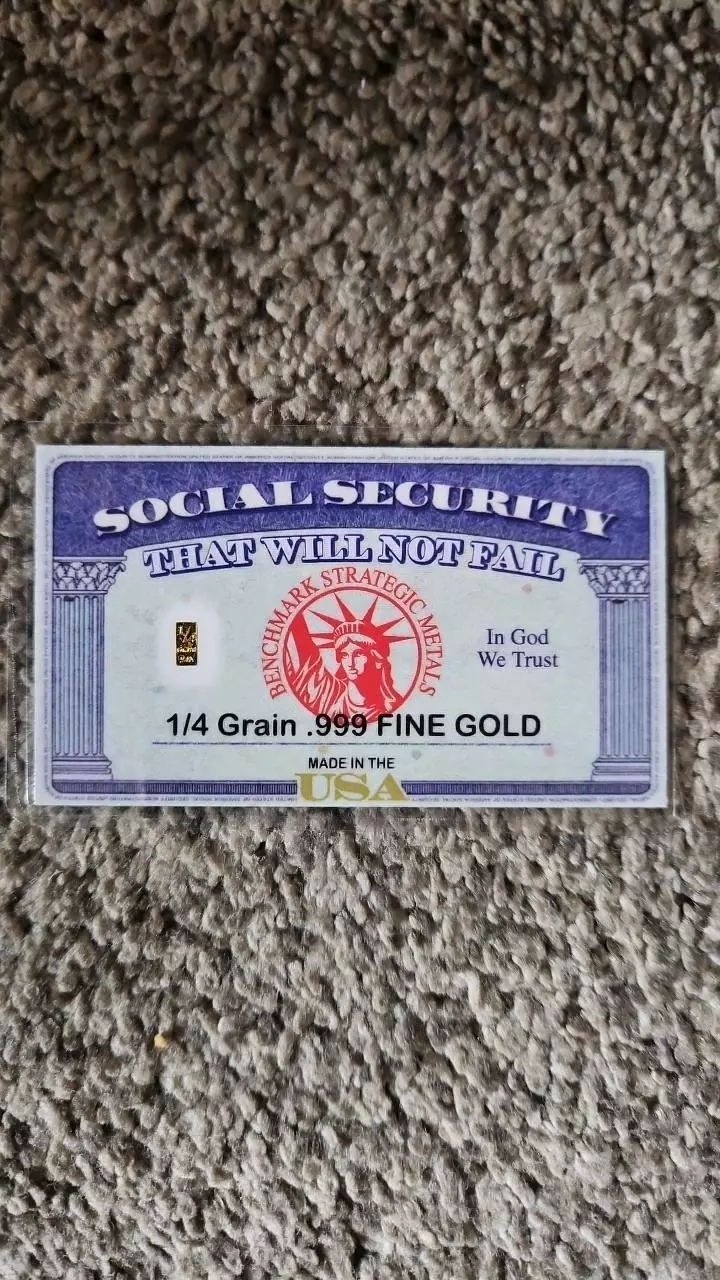 SOCIAL SECURITY
THAT WILL NOT FAIL
BENCHMARK STRATEGIC METALS
In God
We Trust
1/4 Grain .999 FINE GOLD
MADE IN THE
USA